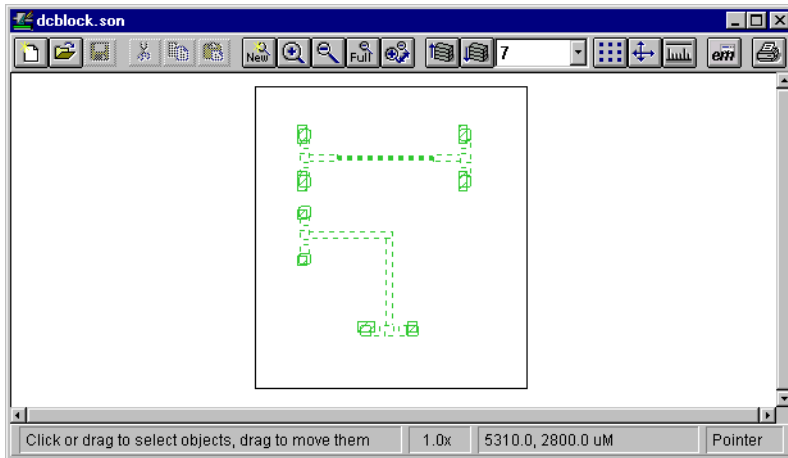 dcblock.son
New Full 7 em
Click or drag to select objects, drag to move them 1.0x 5310.0, 2800.0 uM Pointer